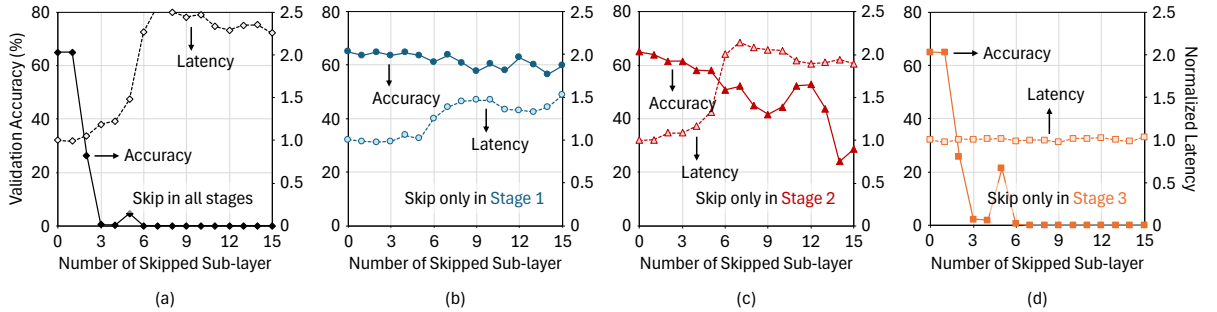 Validation Accuracy (%)
80
60
40
20
0
0 3 6 9 12 15
2.5
2.0
1.5
1.0
0.5
0
Latency
Accuracy
Skip in all stages
Number of Skipped Sub-layer
(a)
80
60
40
20
0
0 3 6 9 12 15
2.5
2.0
1.5
1.0
0.5
0
Accuracy
Latency
Skip only in Stage 1
Number of Skipped Sub-layer
(b)
80
60
40
20
0
0 3 6 9 12 15
2.5
2.0
1.5
1.0
0.5
0
Accuracy
Latency
Skip only in Stage 2
Number of Skipped Sub-layer
(c)
80
60
40
20
0
0 3 6 9 12 15
2.5
2.0
1.5
1.0
0.5
0
Accuracy
Latency
Skip only in Stage 3
Number of Skipped Sub-layer
(d)
Normalized Latency